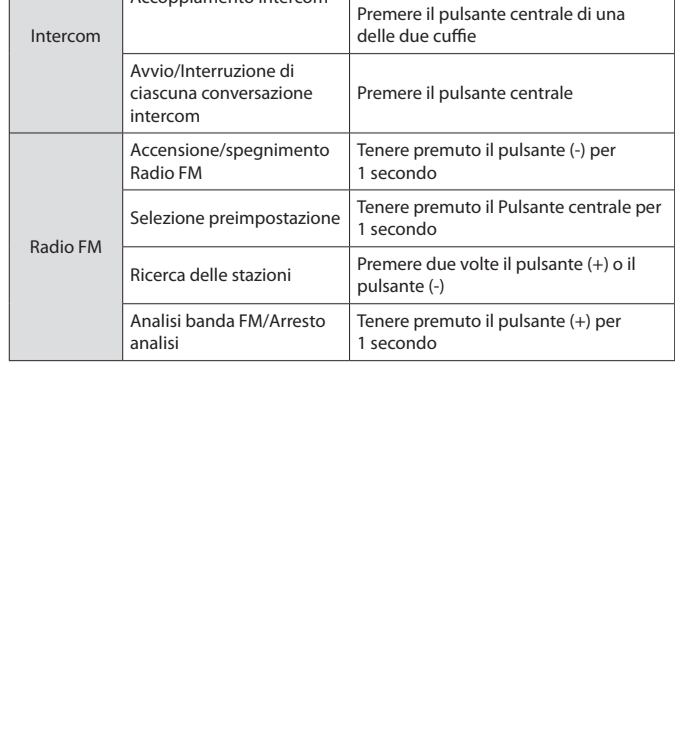 Accoppiamento intercom
Premere il pulsante centrale di una
delle due cuffie
Intercom
Avvio/Interruzione di
ciascuna conversazione
intercom
Premere il pulsante centrale
Radio FM
Accensione/spegnimento
Radio FM
Tenere premuto il pulsante (-) per
1 secondo
Selezione preimpostazione
Tenere premuto il Pulsante centrale per
1 secondo
Ricerca delle stazioni
Premere due volte il pulsante (+) o il
pulsante (-)
Analisi banda FM/Arresto
analisi
Tenere premuto il pulsante (+) per
1 secondo